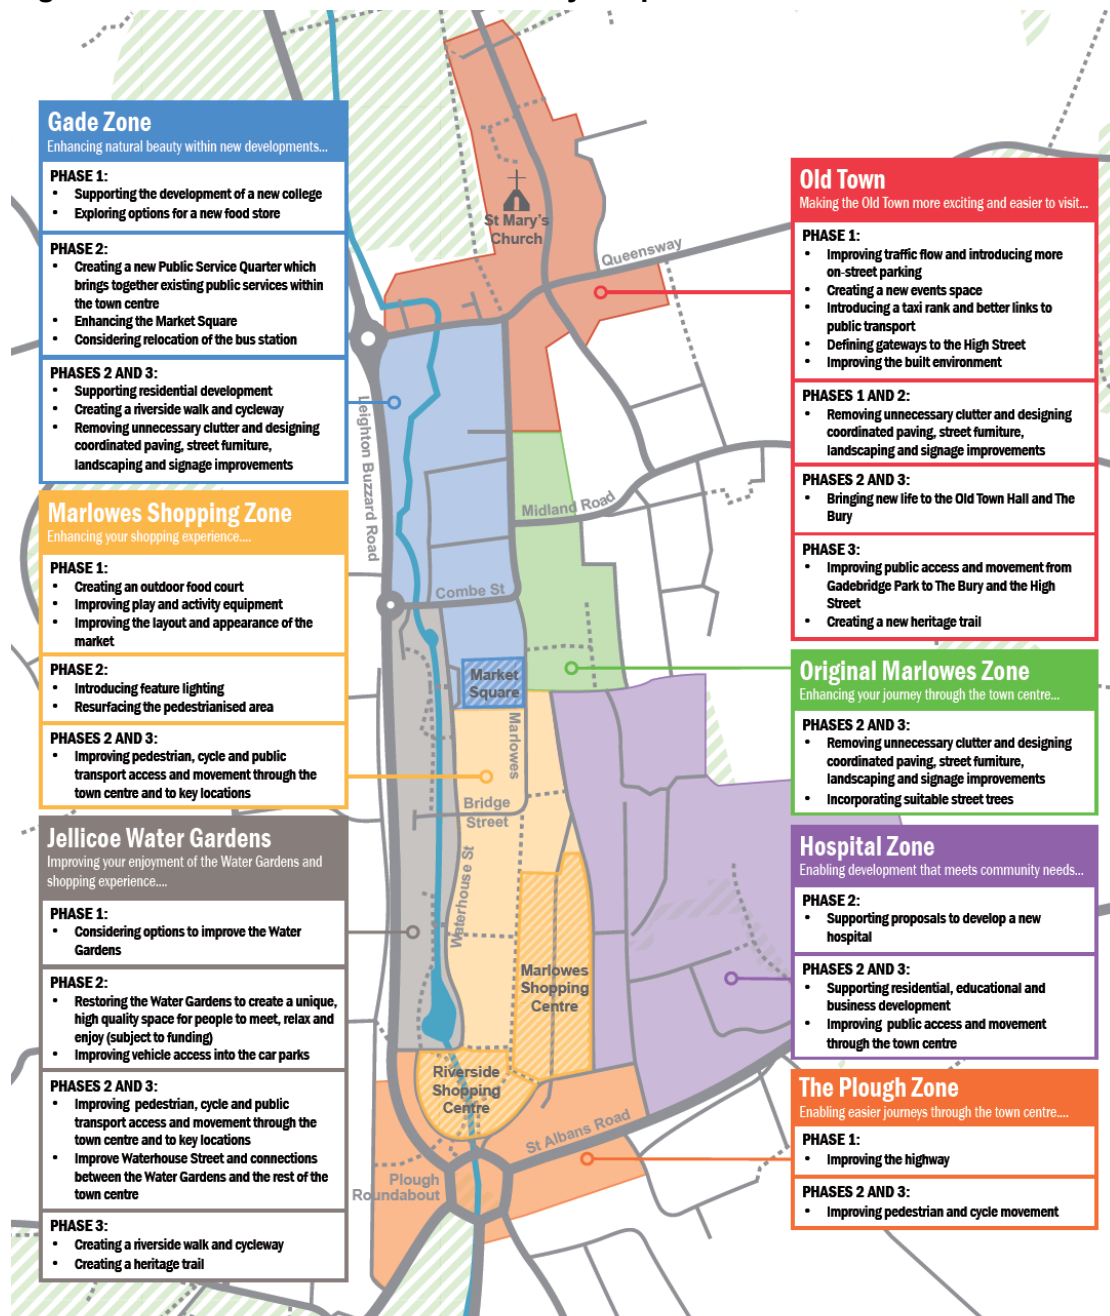 Gade Zone
Enhancing natural beauty within new developments...
PHASE 1:
• Supporting the development of a new college
• Exploring options for a new food store
PHASE 2:
• Creating a new Public Service Quarter which
brings together existing public services within
the town centre
• Enhancing the Market Square
• Considering relocation of the bus station
PHASES 2 AND 3:
• Supporting residential development
• Creating a riverside walk and cycleway
• Removing unnecessary clutter and designing
coordinated paving, street furniture,
landscaping and signage improvements
Marlowes Shopping Zone
Enhancing your shopping experience....
PHASE 1:
• Creating an outdoor food court
• Improving play and activity equipment
• Improving the layout and appearance of the
market
PHASE 2:
• Introducing feature lighting
• Resurfacing the pedestrianised area
PHASES 2 AND 3:
• Improving pedestrian, cycle and public
transport access and movement through the
town centre and to key locations
Jellicoe Water Gardens
Improving your enjoyment of the Water Gardens and
shopping experience....
PHASE 1:
• Considering options to improve the Water
Gardens
PHASE 2:
• Restoring the Water Gardens to create a unique,
high quality space for people to meet, relax and
enjoy (subject to funding)
• Improving vehicle access into the car parks
PHASES 2 AND 3:
• Improving pedestrian, cycle and public
transport access and movement through the
town centre and to key locations
• Improve Waterhouse Street and connections
between the Water Gardens and the rest of the
town centre
PHASE 3:
• Creating a riverside walk and cycleway
• Creating a heritage trail
St Mary's
Church
Queensway
Leighton Buzzard Road
Midland Road
Combe St
Market
Square
Marlowes
Bridge
Street
Waterhouse St
Marlowes
Shopping
Centre
Riverside
Shopping
Centre
St Albans Road
Plough
Roundabout
Old Town
Making the Old Town more exciting and easier to visit...
PHASE 1:
• Improving traffic flow and introducing more
on-street parking
• Creating a new events space
• Introducing a taxi rank and better links to
public transport
• Defining gateways to the High Street
• Improving the built environment
PHASES 1 AND 2:
• Removing unnecessary clutter and designing
coordinated paving, street furniture,
landscaping and signage improvements
PHASES 2 AND 3:
• Bringing new life to the Old Town Hall and The
Bury
PHASE 3:
• Improving public access and movement from
Gadebridge Park to The Bury and the High
Street
• Creating a new heritage trail
Original Marlowes Zone
Enhancing your journey through the town centre...
PHASES 2 AND 3:
• Removing unnecessary clutter and designing
coordinated paving, street furniture,
landscaping and signage improvements
• Incorporating suitable street trees
Hospital Zone
Enabling development that meets community needs...
PHASE 2:
• Supporting proposals to develop a new
hospital
PHASES 2 AND 3:
• Supporting residential, educational and
business development
• Improving public access and movement
through the town centre
The Plough Zone
Enabling easier journeys through the town centre....
PHASE 1:
• Improving the highway
PHASES 2 AND 3:
• Improving pedestrian and cycle movement